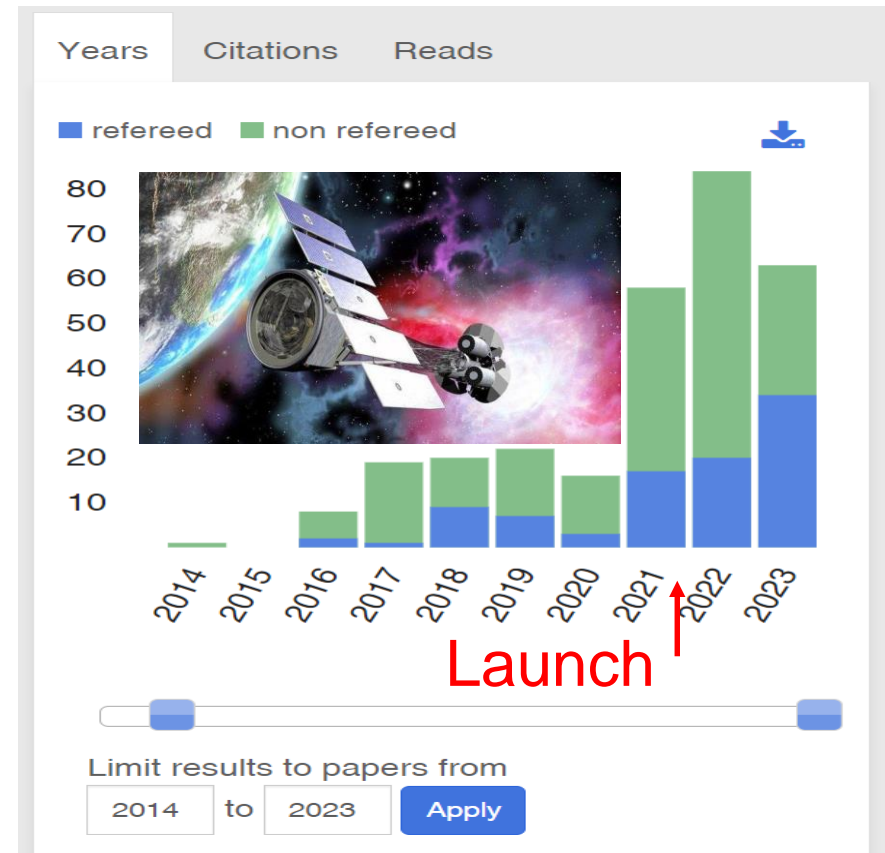 Years Citations Reads
refereed non refereed
80
70
60
50
40
30
20
10
2014 2015 2016 2017 2018 2019 2020 2021 2022 2023
Launch
Limit results to papers from
2014 to 2023 Apply